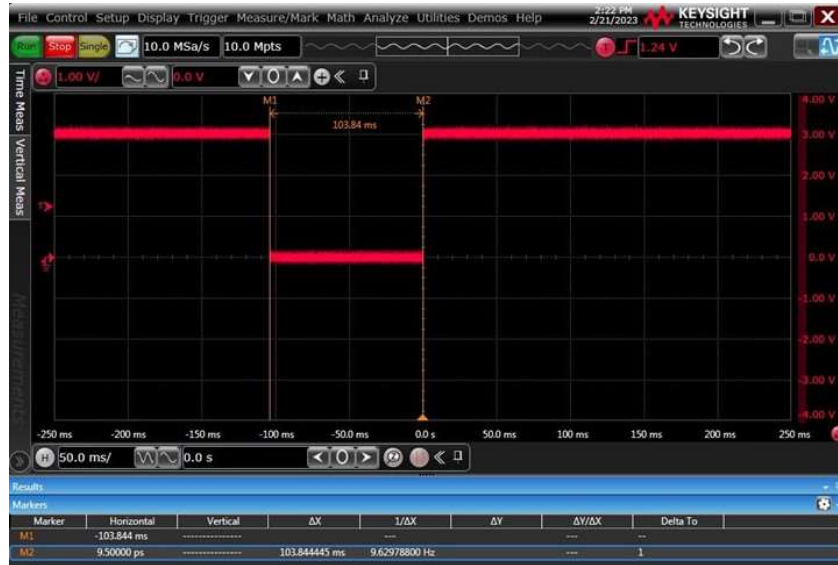 File Control Setup Display Trigger Measure/Mark Math Analyze Utilities Demos Help
2:22 PM
2/21/2023
KEYSIGHT
TECHNOLOGIES
Run Stop Single 10.0 MSa/s 10.0 Mpts T 1.24 V
1.00 V/ 0.0 V 0
Time Meas
Vertical Meas
Measurements
M1 M2
103.84 ms
4.00 V
3.00 V
2.00 V
1.00 V
0.0 V
-1.00 V
-2.00 V
-3.00 V
-4.00 V
T
-250 ms -200 ms -150 ms -100 ms -50.0 ms 0.0 s 50.0 ms 100 ms 150 ms 200 ms 250 ms
H 50.0 ms/ 0.0 s 0
Results
Markers
Marker Horizontal Vertical ΔX 1/ΔX ΔY ΔY/ΔX Delta To
M1 -103.844 ms --------------- --- --- --
M2 9.50000 ps --------------- 103.844445 ms 9.62978800 Hz --- 1